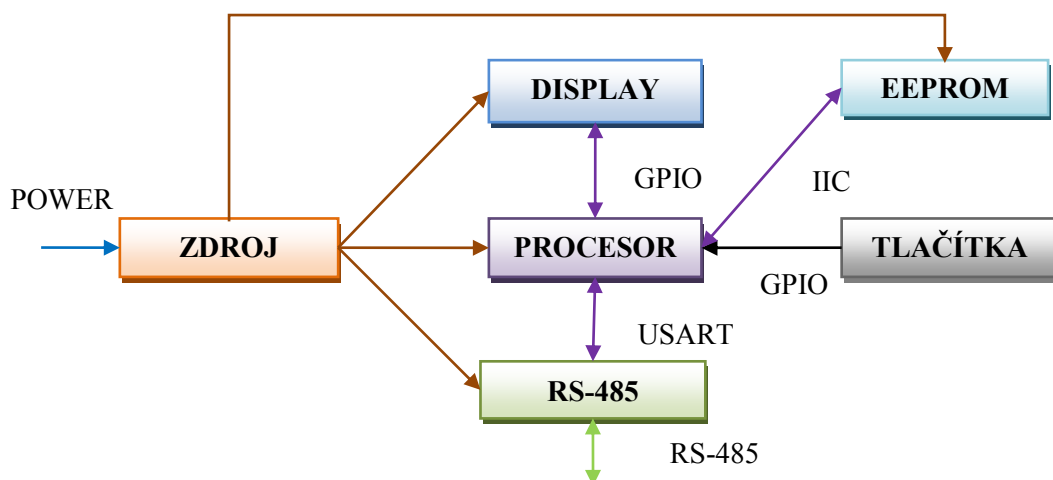 DISPLAY
EEPROM
GPIO
IIC
POWER
ZDROJ
PROCESOR
TLAČÍTKA
GPIO
USART
RS-485
RS-485